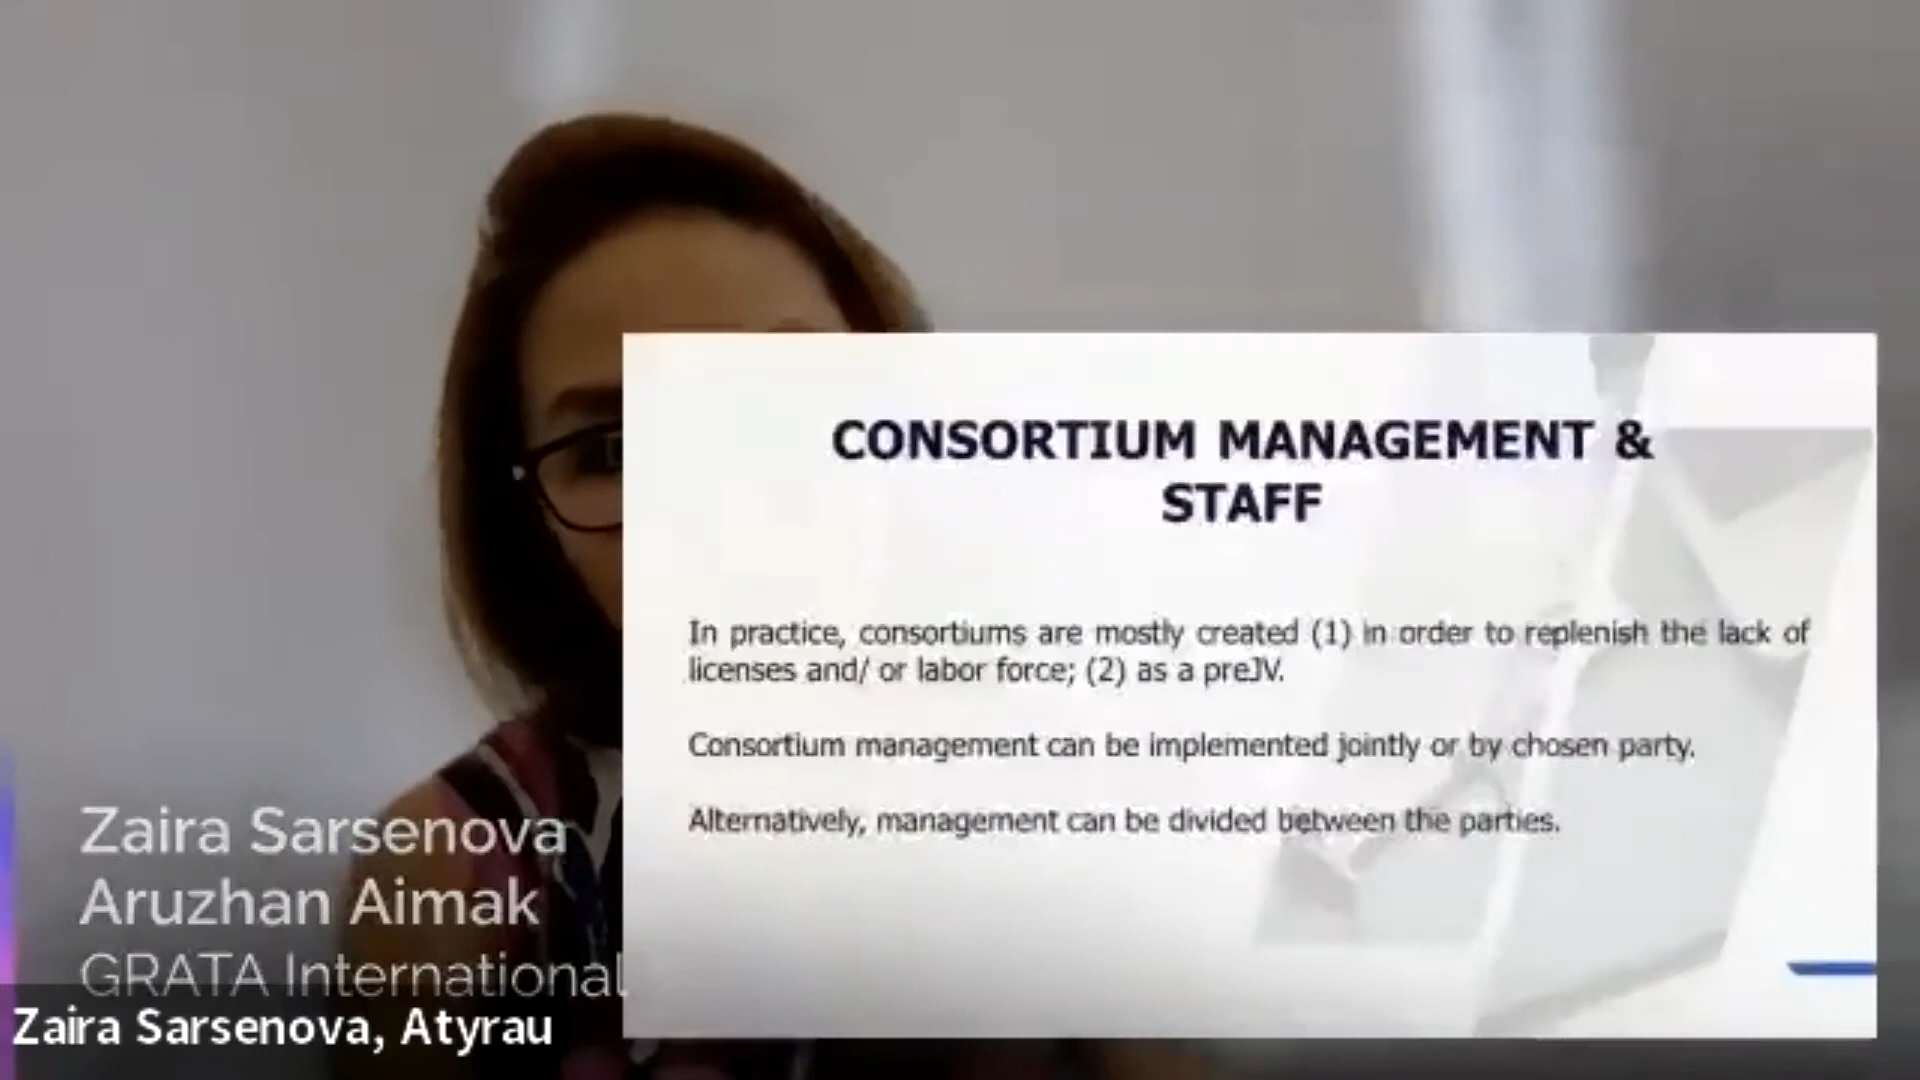 CONSORTIUM MANAGEMENT &
STAFF
In practice, consortiums are mostly created (1) in order to replenish the lack of
licenses and/ or labor force; (2) as a preJV.
Consortium management can be implemented jointly or by chosen party.
Alternatively, management can be divided between the parties.
Zaira Sarsenova
Aruzhan Aimak
GRATA International
Zaira Sarsenova, Atyrau